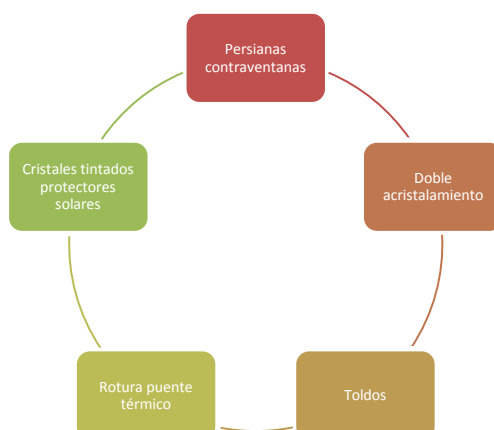 Persianas
contraventanas
Doble
acristalamiento
Toldos
Rotura puente
térmico
Cristales tintados
protectores
solares